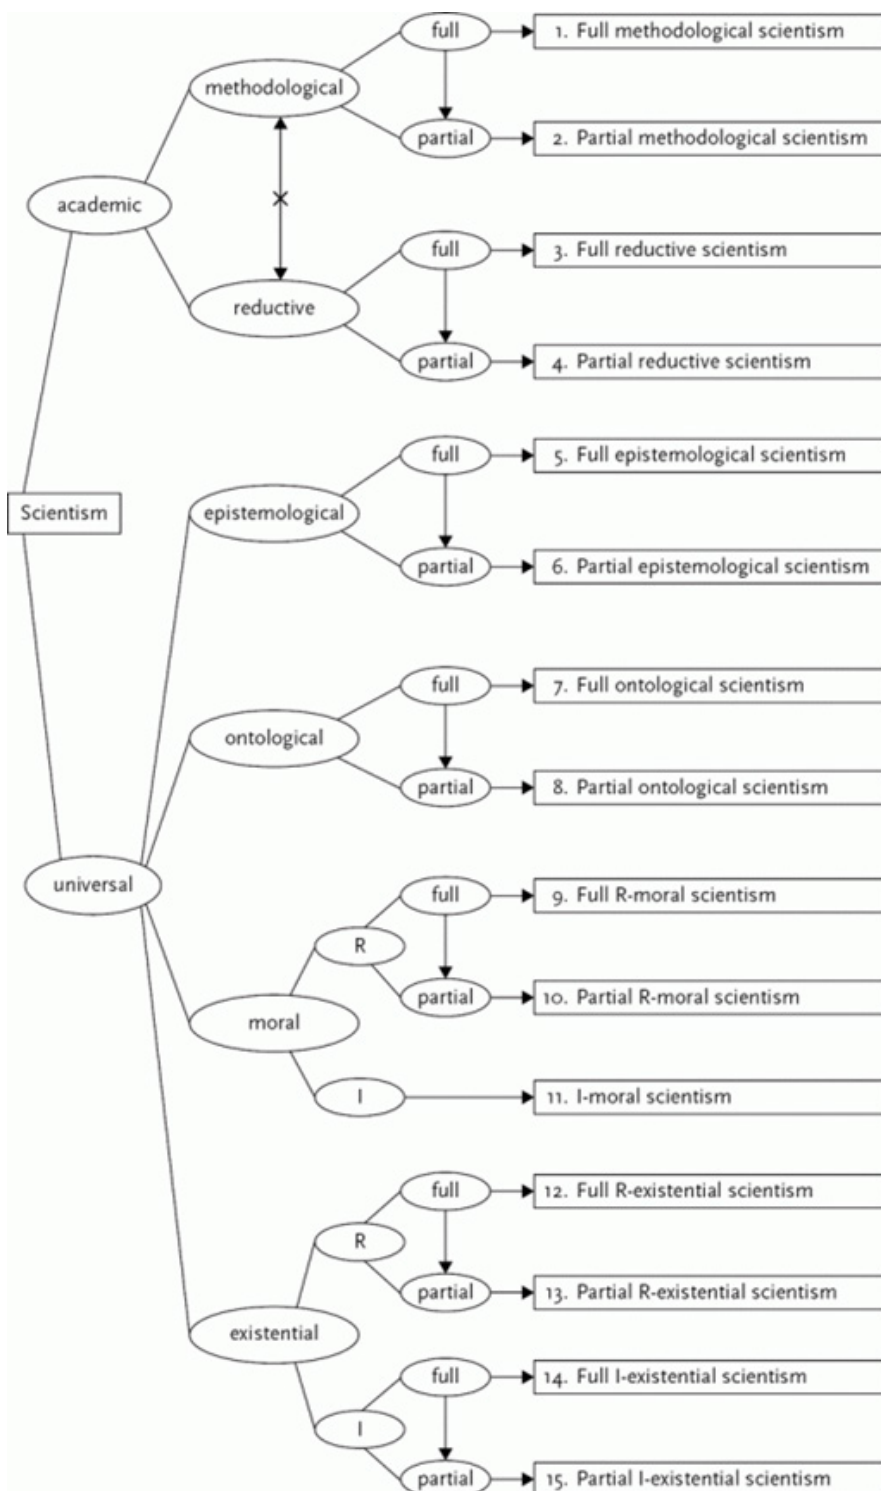 full
1. Full methodological scientism
methodological
partial
2. Partial methodological scientism
academic
full
3. Full reductive scientism
reductive
partial
4. Partial reductive scientism
full
5. Full epistemological scientism
Scientism
epistemological
partial
6. Partial epistemological scientism
full
7. Full ontological scientism
ontological
partial
8. Partial ontological scientism
universal
full
9. Full R-moral scientism
R
partial
10. Partial R-moral scientism
moral
I
11. I-moral scientism
full
12. Full R-existential scientism
R
partial
13. Partial R-existential scientism
existential
full
14. Full I-existential scientism
I
partial
15. Partial I-existential scientism